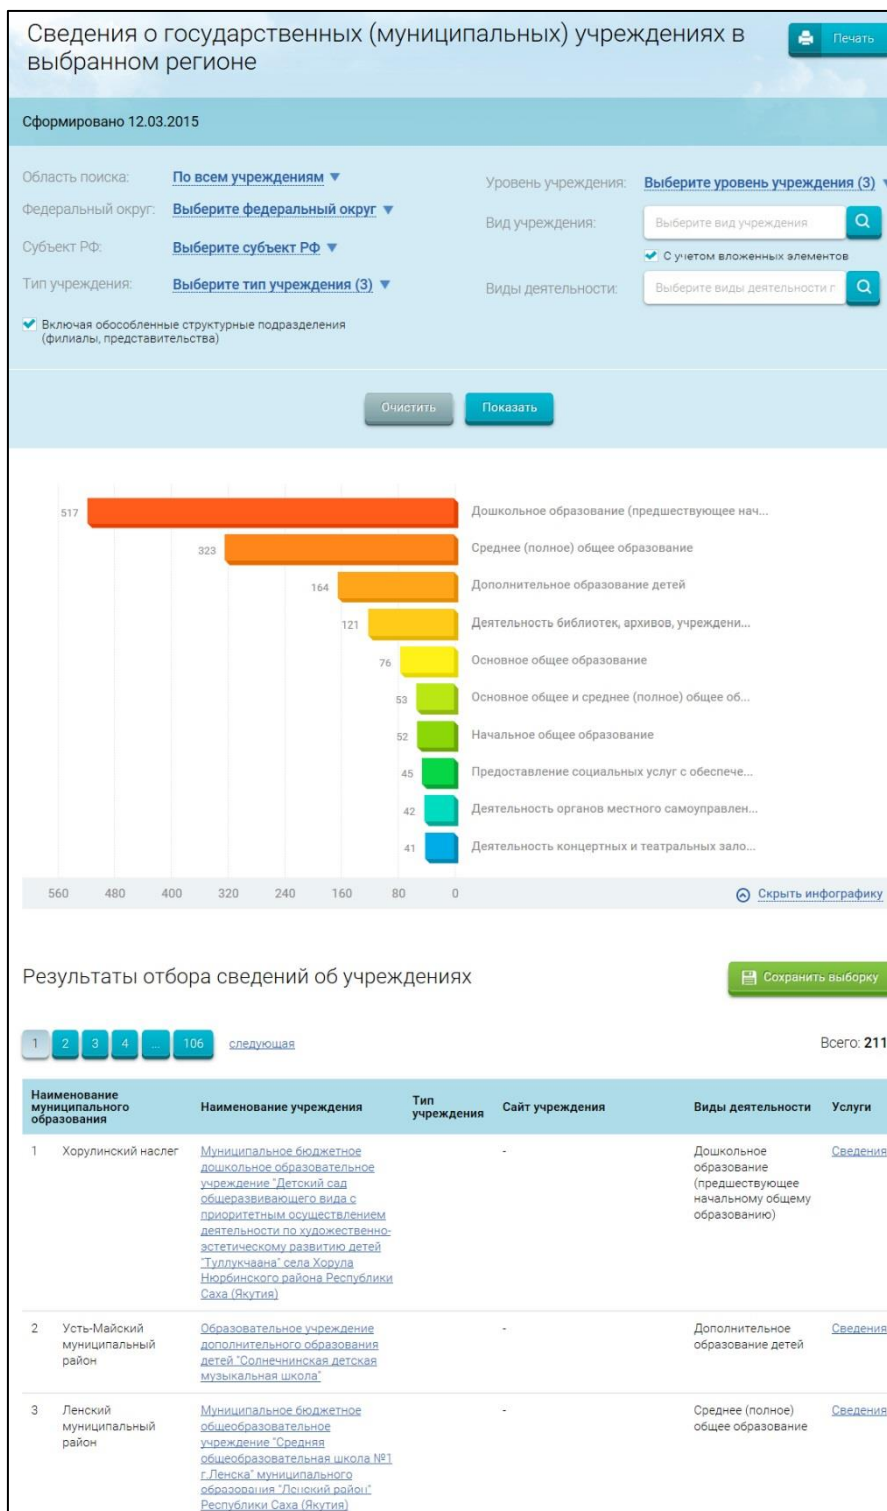 Сведения о государственных (муниципальных) учреждениях в
выбранном регионе
Печать
Сформировано 12.03.2015
Область поиска: По всем учреждениям
Уровень учреждения: Выберите уровень учреждения (3)
Федеральный округ: Выберите федеральный округ
Вид учреждения: Выберите вид учреждения
Субъект РФ: Выберите субъект РФ
С учетом вложенных элементов
Тип учреждения: Выберите тип учреждения (3)
Виды деятельности: Выберите виды деятельности г
Включая обособленные структурные подразделения
(филиалы, представительства)
Очистить Показать
517 Дошкольное образование (предшествующее нач...
323 Среднее (полное) общее образование
164 Дополнительное образование детей
121 Деятельность библиотек, архивов, учреждени...
76 Основное общее образование
53 Основное общее и среднее (полное) общее об...
52 Начальное общее образование
45 Предоставление социальных услуг с обеспече...
42 Деятельность органов местного самоуправлен...
41 Деятельность концертных и театральных зало...
560 480 400 320 240 160 80 0
Скрыть инфографику
Результаты отбора сведений об учреждениях
Сохранить выборку
1 2 3 4 ... 106 следующая
Всего: 211
Наименование
муниципального
образования
Наименование учреждения
Тип
учреждения
Сайт учреждения
Виды деятельности
Услуги
1 Хорулинский наслег
Муниципальное бюджетное
дошкольное образовательное
учреждение "Детский сад
общеразвивающего вида с
приоритетным осуществлением
деятельности по художественно-
эстетическому развитию детей
"Туллукчаана" села Хорула
Нюрбинского района Республики
Саха (Якутия)
-
Дошкольное
образование
(предшествующее
начальному общему
образованию)
Сведения
2 Усть-Майский
муниципальный
район
Образовательное учреждение
дополнительного образования
детей "Солнечнинская детская
музыкальная школа"
-
Дополнительное
образование детей
Сведения
3 Ленский
муниципальный
район
Муниципальное бюджетное
общеобразовательное
учреждение "Средняя
общеобразовательная школа №1
г.Ленска" муниципального
образования "Ленский район"
Республики Саха (Якутия)
-
Среднее (полное)
общее образование
Сведения